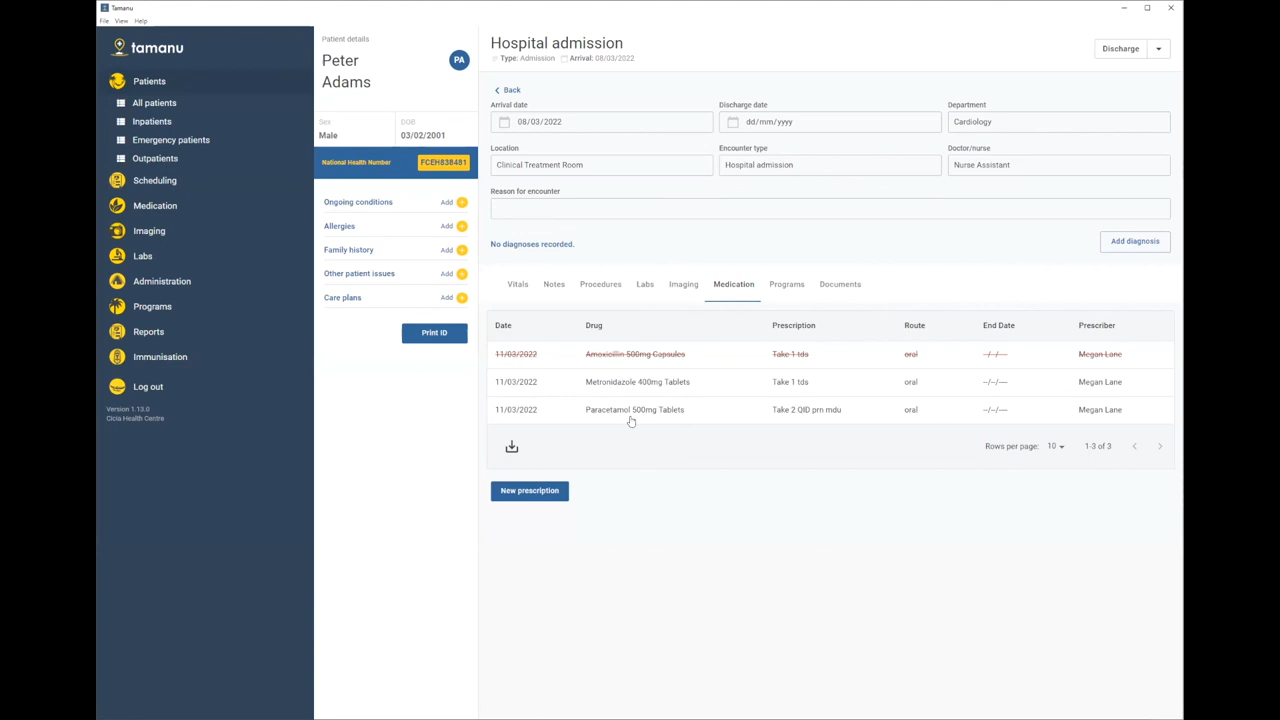 Tamanu
File View Help
tamanu
Patients
All patients
Inpatients
Emergency patients
Outpatients
Scheduling
Medication
Imaging
Labs
Administration
Programs
Reports
Immunisation
Log out
Version 1.13.0
Cicia Health Centre
Patient details
Peter
Adams
PA
Sex
Male
DOB
03/02/2001
National Health Number
FCEH838481
Ongoing conditions Add +
Allergies Add +
Family history Add +
Other patient issues Add +
Care plans Add +
Print ID
Hospital admission
Type: Admission Arrival: 08/03/2022
Discharge
Back
Arrival date Discharge date Department
08/03/2022 dd/mm/yyyy Cardiology
Location Encounter type Doctor/nurse
Clinical Treatment Room Hospital admission Nurse Assistant
Reason for encounter
No diagnoses recorded.
Add diagnosis
Vitals Notes Procedures Labs Imaging Medication Programs Documents
Date Drug Prescription Route End Date Prescriber
11/03/2022 Amoxicillin 500mg Capsules Take 1 tds oral --/--/---- Megan Lane
11/03/2022 Metronidazole 400mg Tablets Take 1 tds oral --/--/---- Megan Lane
11/03/2022 Paracetamol 500mg Tablets Take 2 QID prn mdu oral --/--/---- Megan Lane
Rows per page: 10 1-3 of 3
New prescription